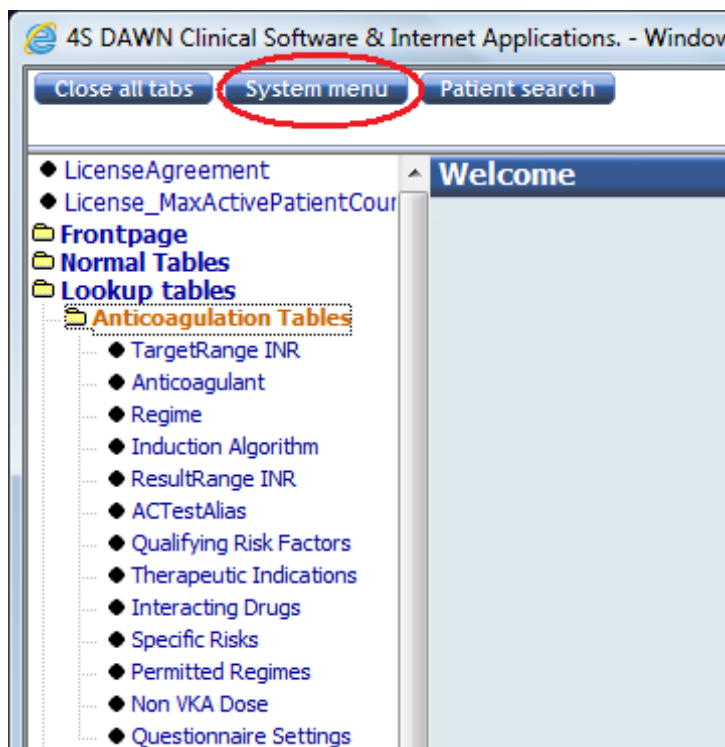 4S DAWN Clinical Software & Internet Applications. - Window
Close all tabs System menu Patient search
LicenseAgreement
License_MaxActivePatientCour
Welcome
Frontpage
Normal Tables
Lookup tables
Anticoagulation Tables
TargetRange INR
Anticoagulant
Regime
Induction Algorithm
ResultRange INR
ACTestAlias
Qualifying Risk Factors
Therapeutic Indications
Interacting Drugs
Specific Risks
Permitted Regimes
Non VKA Dose
Questionnaire Settings